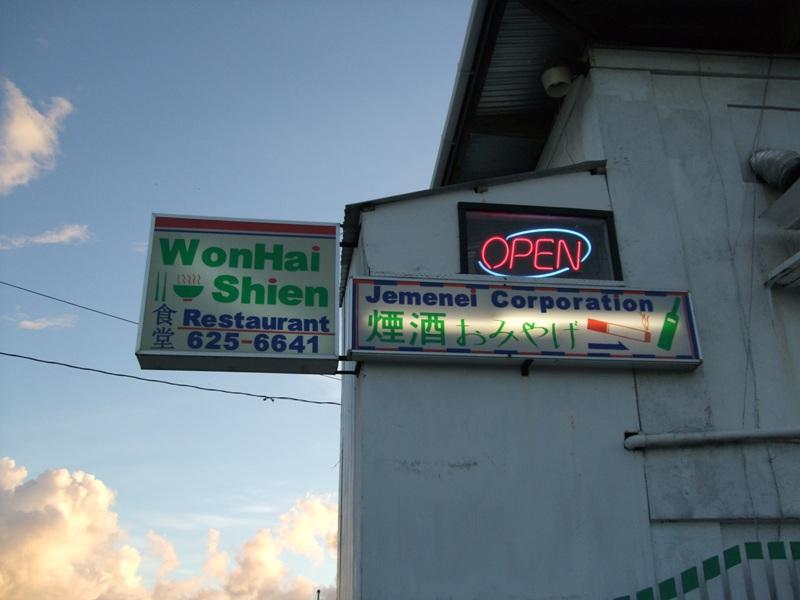 WonHai
Shien
食堂
Restaurant
625-6641
OPEN
Jemenei Corporation
煙酒 おみやげ